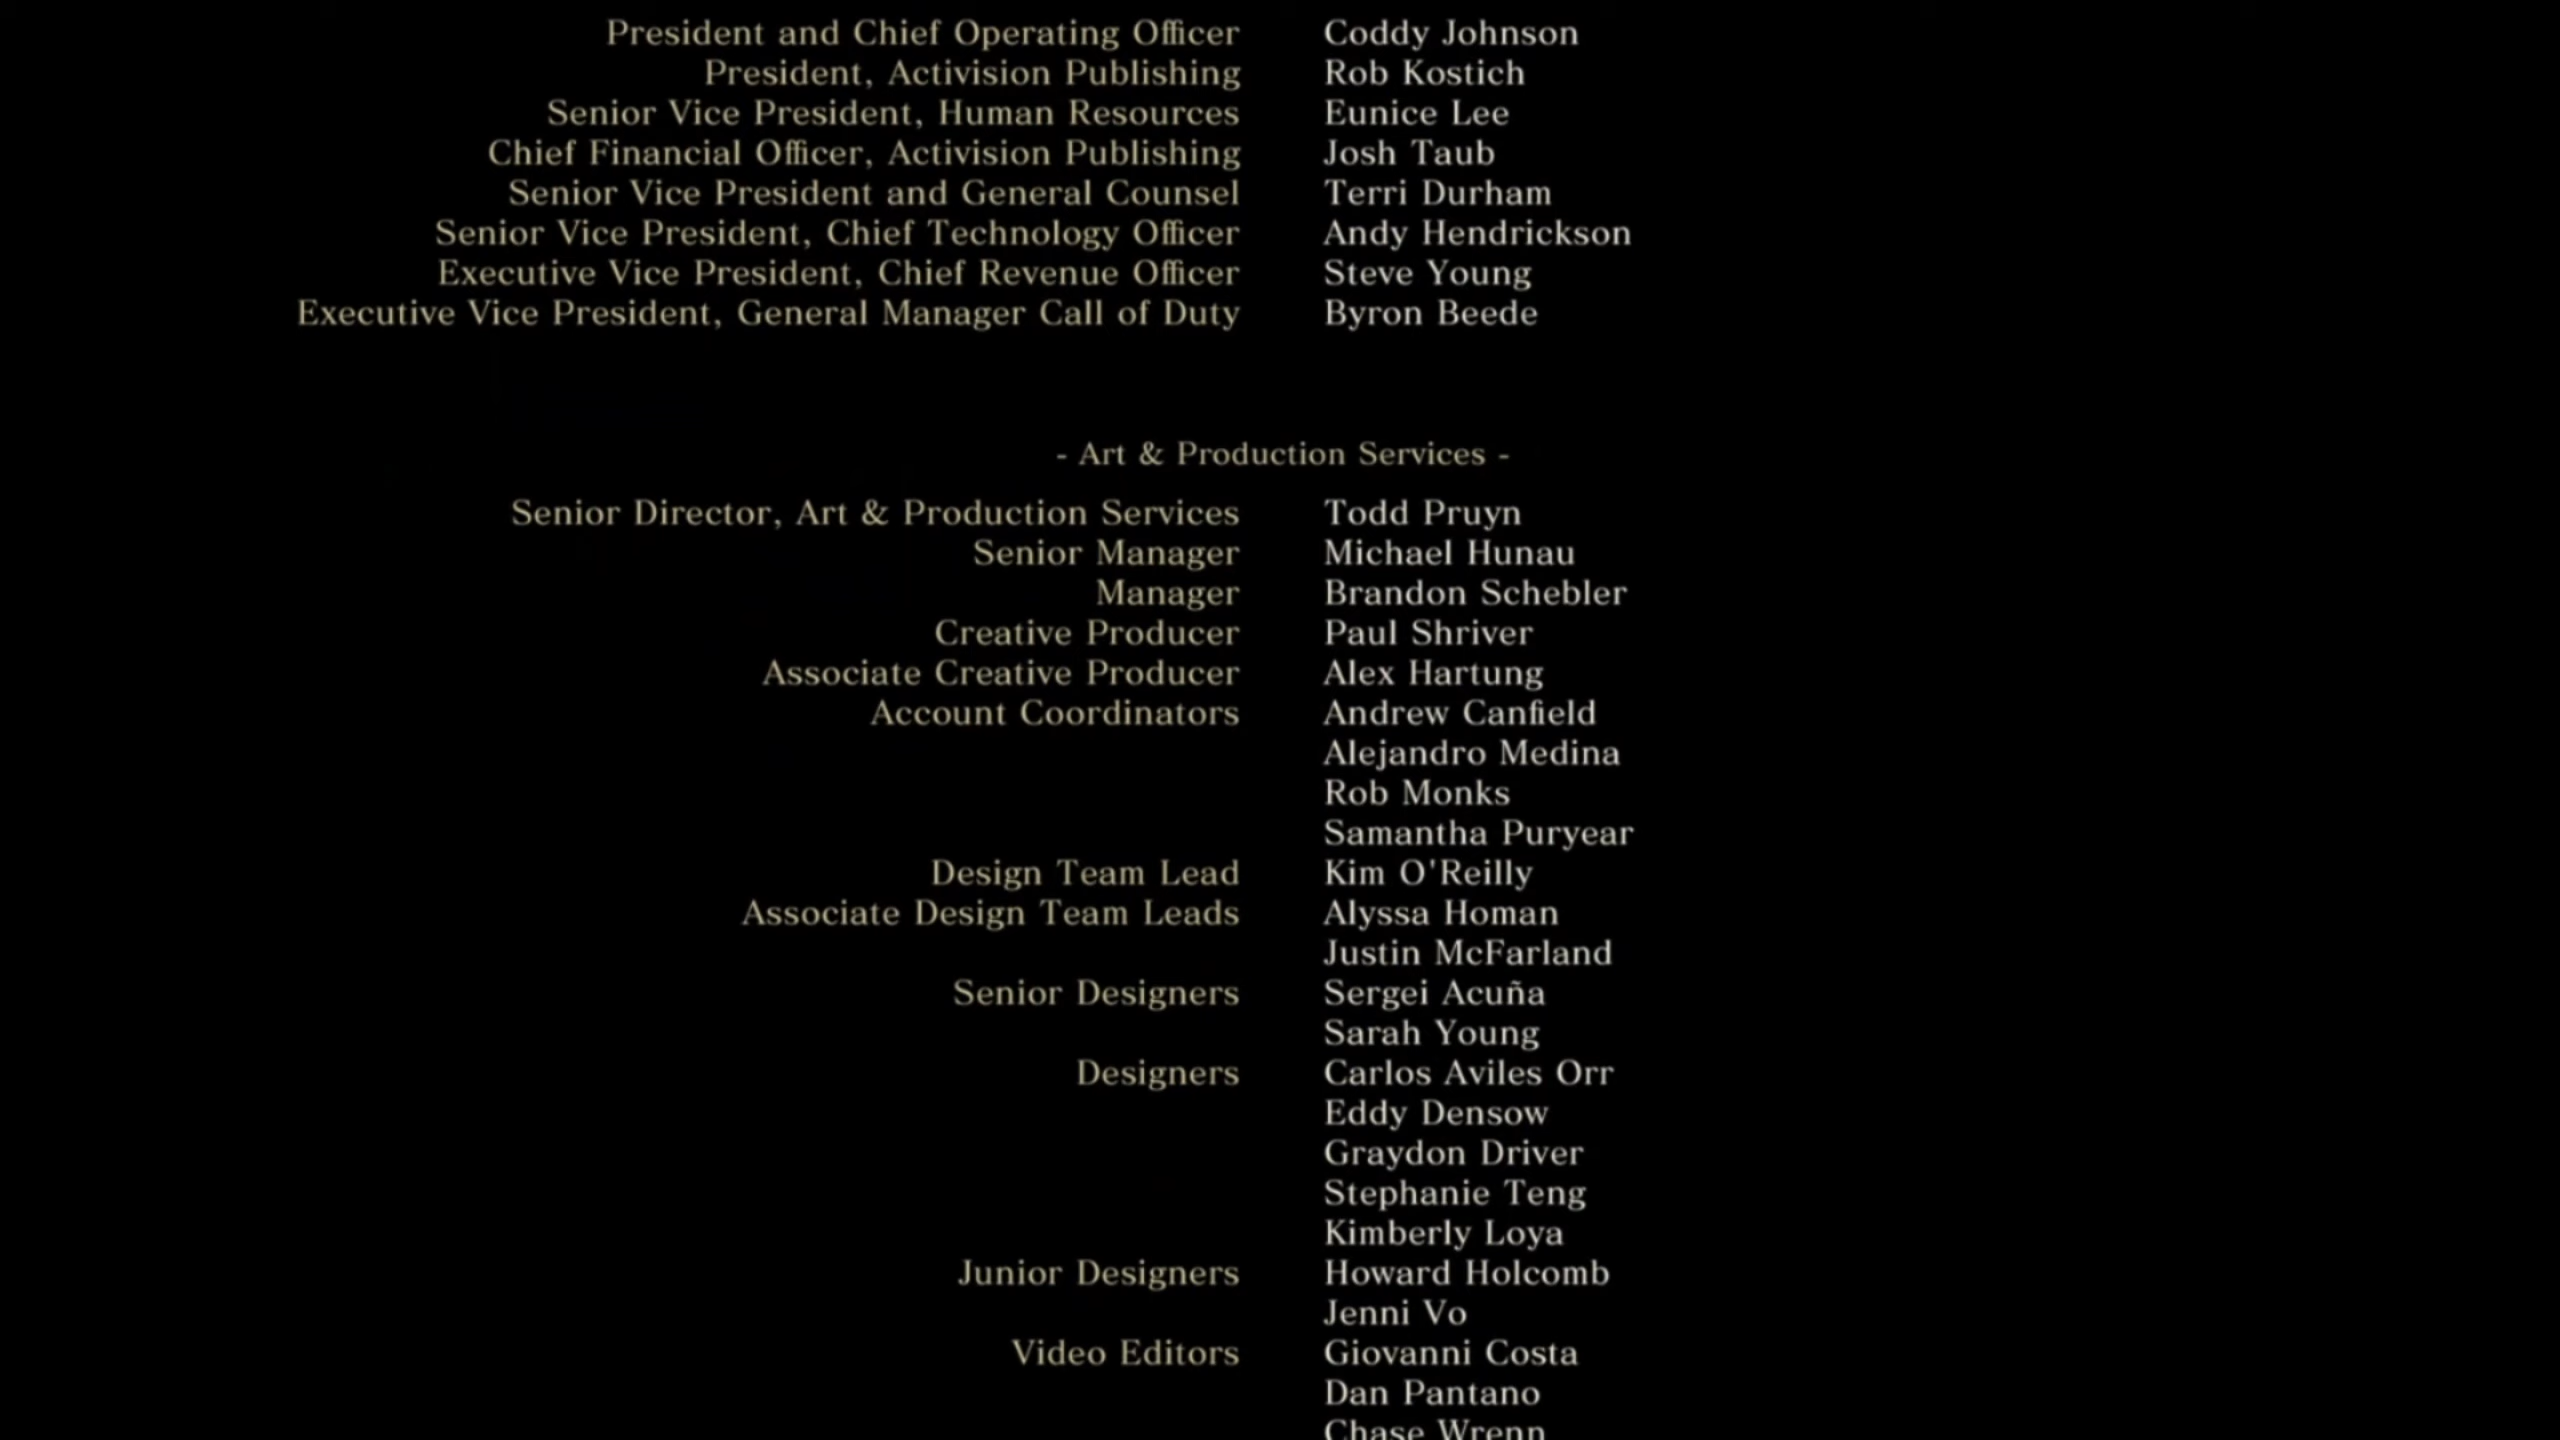 President and Chief Operating Officer Coddy Johnson
President, Activision Publishing Rob Kostich
Senior Vice President, Human Resources Eunice Lee
Chief Financial Officer, Activision Publishing Josh Taub
Senior Vice President and General Counsel Terri Durham
Senior Vice President, Chief Technology Officer Andy Hendrickson
Executive Vice President, Chief Revenue Officer Steve Young
Executive Vice President, General Manager Call of Duty Byron Beede
- Art & Production Services -
Senior Director, Art & Production Services Todd Pruyn
Senior Manager Michael Hunau
Manager Brandon Schebler
Creative Producer Paul Shriver
Associate Creative Producer Alex Hartung
Account Coordinators Andrew Canfield
Alejandro Medina
Rob Monks
Samantha Puryear
Design Team Lead Kim O'Reilly
Associate Design Team Leads Alyssa Homan
Justin McFarland
Senior Designers Sergei Acuña
Sarah Young
Designers Carlos Aviles Orr
Eddy Densow
Graydon Driver
Stephanie Teng
Kimberly Loya
Junior Designers Howard Holcomb
Jenni Vo
Video Editors Giovanni Costa
Dan Pantano
Chase Wrenn